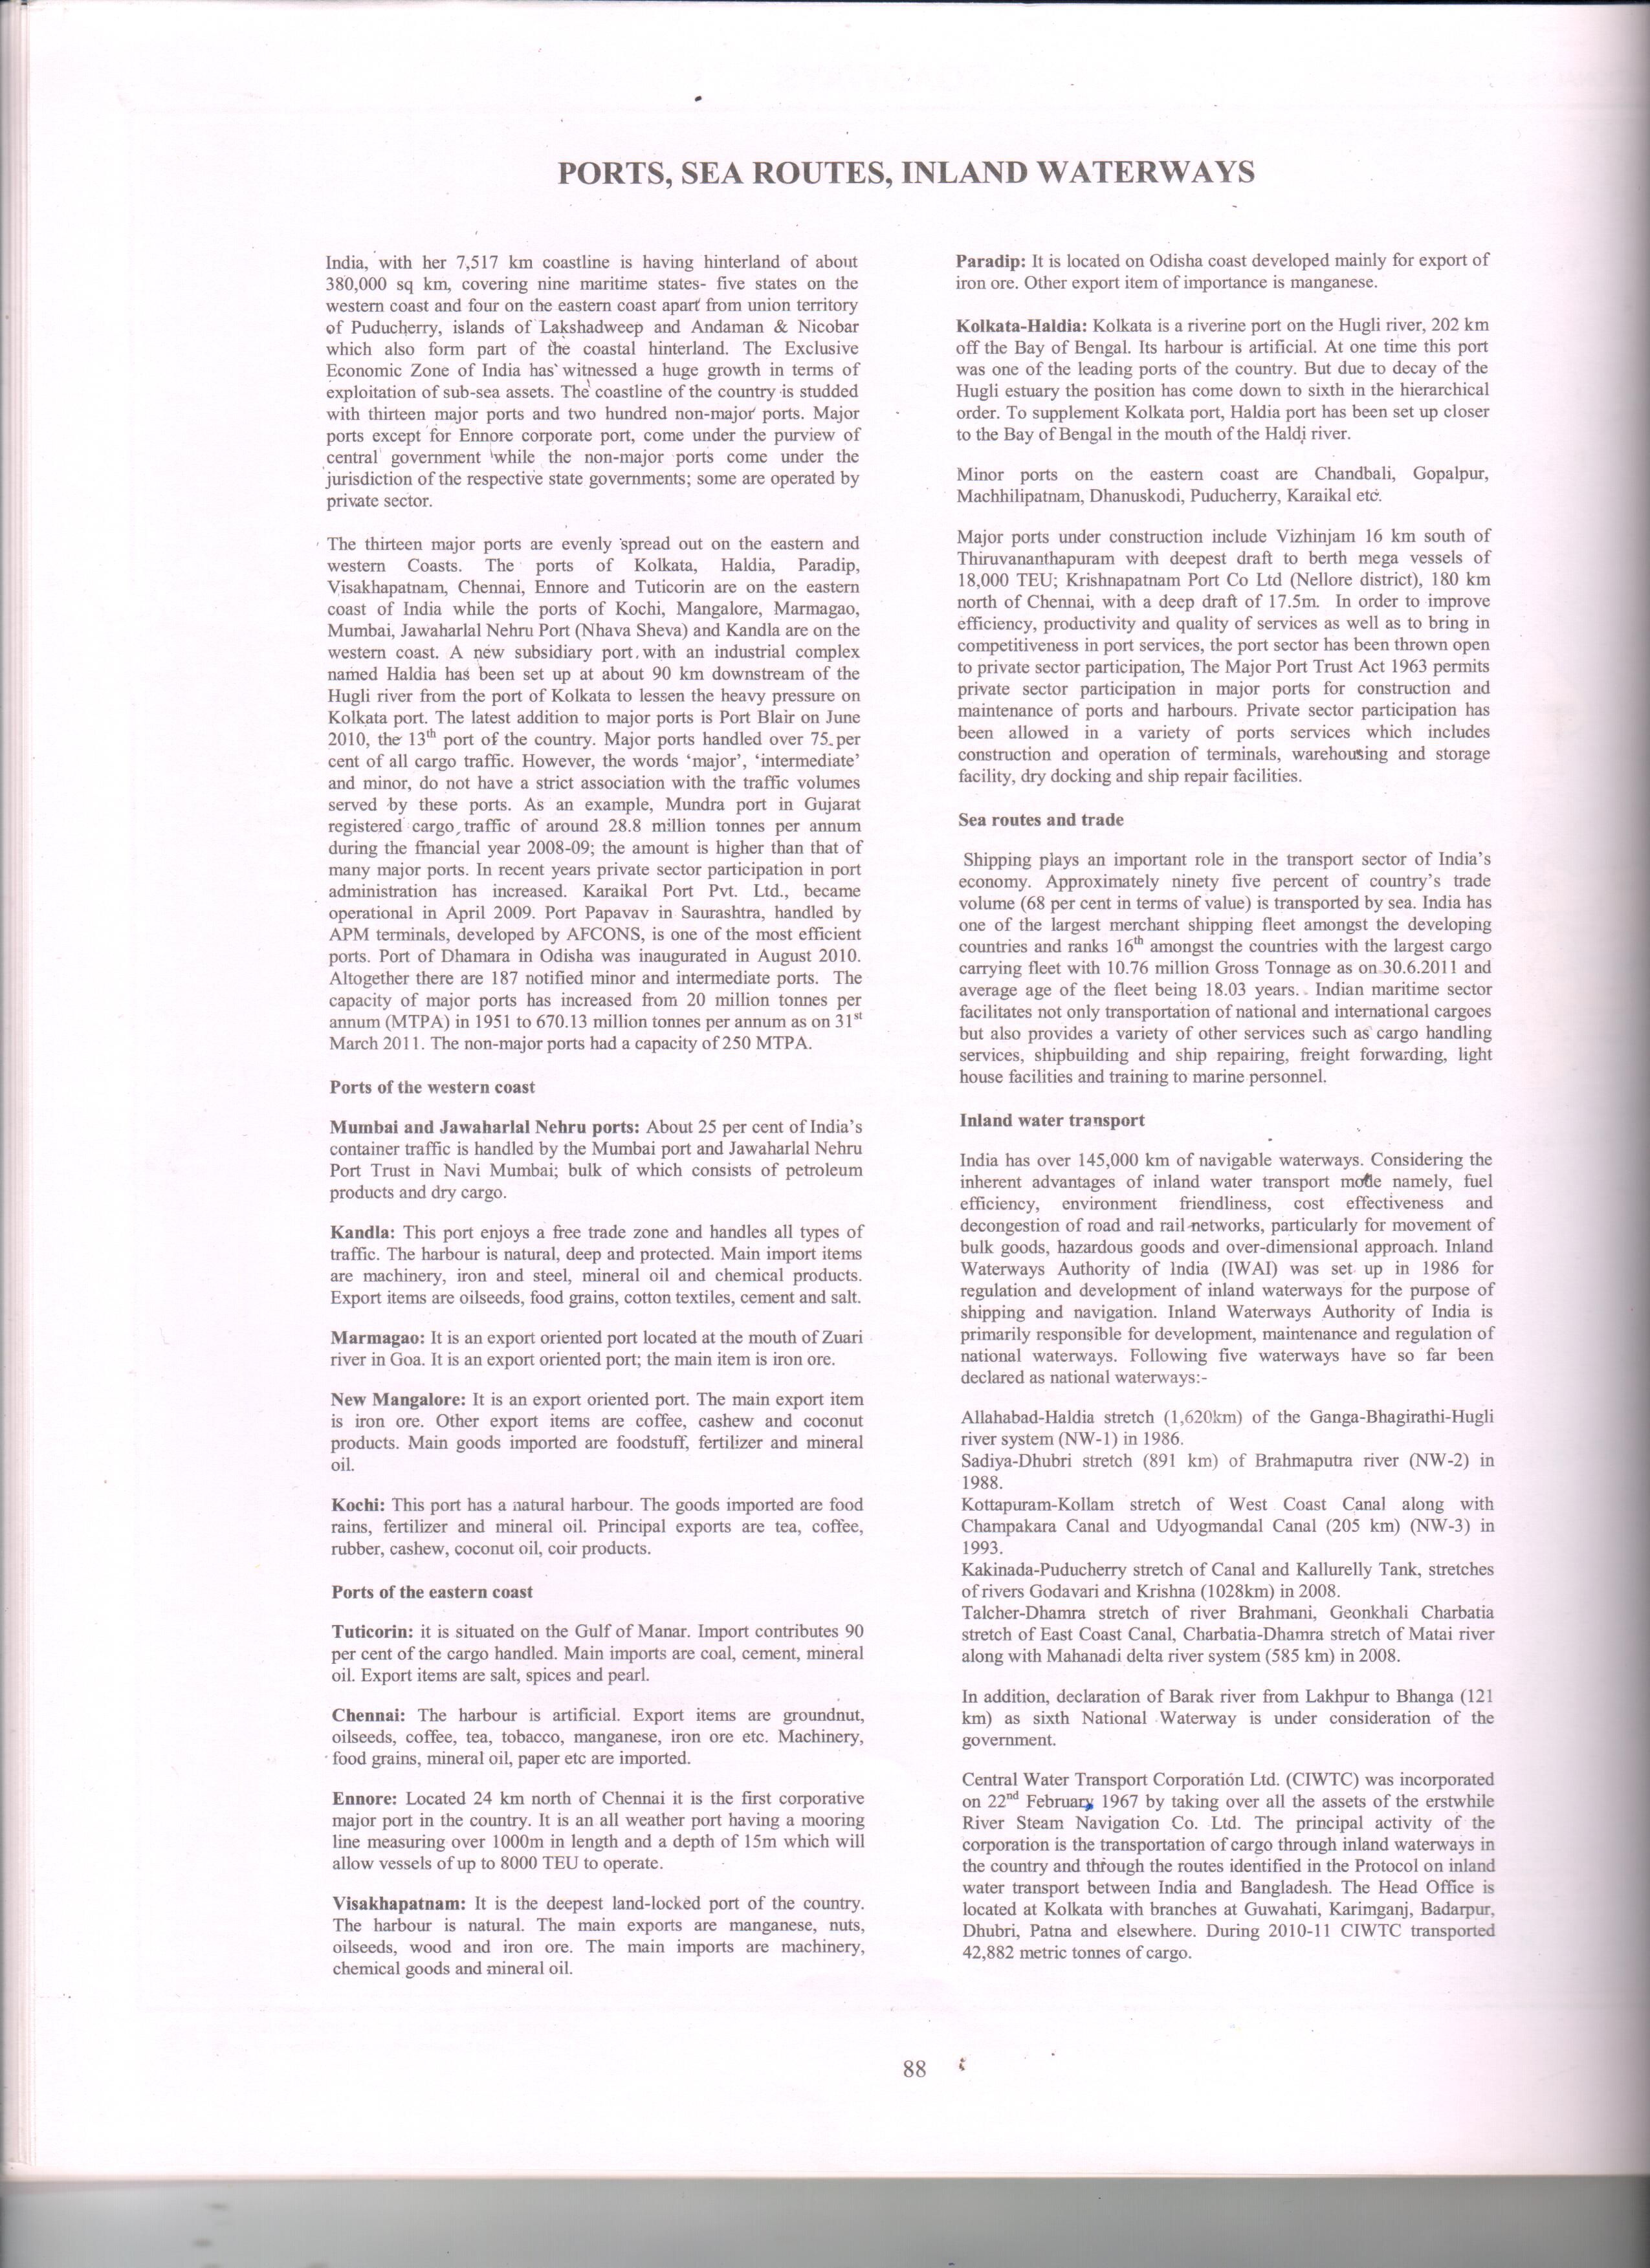 PORTS, SEA ROUTES, INLAND WATERWAYS
India, with her 7,517 km coastline is having hinterland of about
380,000 sq km, covering nine maritime states- five states on the
western coast and four on the eastern coast apart from union territory
of Puducherry, islands of Lakshadweep and Andaman & Nicobar
which also form part of the coastal hinterland. The Exclusive
Economic Zone of India has witnessed a huge growth in terms of
exploitation of sub-sea assets. The coastline of the country is studded
with thirteen major ports and two hundred non-major ports. Major
ports except for Ennore corporate port, come under the purview of
central government while the non-major ports come under the
jurisdiction of the respective state governments; some are operated by
private sector.
The thirteen major ports are evenly spread out on the eastern and
western Coasts. The ports of Kolkata, Haldia, Paradip,
Visakhapatnam, Chennai, Ennore and Tuticorin are on the eastern
coast of India while the ports of Kochi, Mangalore, Marmagao,
Mumbai, Jawaharlal Nehru Port (Nhava Sheva) and Kandla are on the
western coast. A new subsidiary port with an industrial complex
named Haldia has been set up at about 90 km downstream of the
Hugli river from the port of Kolkata to lessen the heavy pressure on
Kolkata port. The latest addition to major ports is Port Blair on June
2010, the 13th port of the country. Major ports handled over 75 per
cent of all cargo traffic. However, the words ‘major’, ‘intermediate’
and minor, do not have a strict association with the traffic volumes
served by these ports. As an example, Mundra port in Gujarat
registered cargo traffic of around 28.8 million tonnes per annum
during the financial year 2008-09; the amount is higher than that of
many major ports. In recent years private sector participation in port
administration has increased. Karaikal Port Pvt. Ltd., became
operational in April 2009. Port Papavav in Saurashtra, handled by
APM terminals, developed by AFCONS, is one of the most efficient
ports. Port of Dhamara in Odisha was inaugurated in August 2010.
Altogether there are 187 notified minor and intermediate ports. The
capacity of major ports has increased from 20 million tonnes per
annum (MTPA) in 1951 to 670.13 million tonnes per annum as on 31st
March 2011. The non-major ports had a capacity of 250 MTPA.
Ports of the western coast
Mumbai and Jawaharlal Nehru ports: About 25 per cent of India’s
container traffic is handled by the Mumbai port and Jawaharlal Nehru
Port Trust in Navi Mumbai; bulk of which consists of petroleum
products and dry cargo.
Kandla: This port enjoys a free trade zone and handles all types of
traffic. The harbour is natural, deep and protected. Main import items
are machinery, iron and steel, mineral oil and chemical products.
Export items are oilseeds, food grains, cotton textiles, cement and salt.
Marmagao: It is an export oriented port located at the mouth of Zuari
river in Goa. It is an export oriented port; the main item is iron ore.
New Mangalore: It is an export oriented port. The main export item
is iron ore. Other export items are coffee, cashew and coconut
products. Main goods imported are foodstuff, fertilizer and mineral
oil.
Kochi: This port has a natural harbour. The goods imported are food
rains, fertilizer and mineral oil. Principal exports are tea, coffee,
rubber, cashew, coconut oil, coir products.
Ports of the eastern coast
Tuticorin: it is situated on the Gulf of Manar. Import contributes 90
per cent of the cargo handled. Main imports are coal, cement, mineral
oil. Export items are salt, spices and pearl.
Chennai: The harbour is artificial. Export items are groundnut,
oilseeds, coffee, tea, tobacco, manganese, iron ore etc. Machinery,
food grains, mineral oil, paper etc are imported.
Ennore: Located 24 km north of Chennai it is the first corporative
major port in the country. It is an all weather port having a mooring
line measuring over 1000m in length and a depth of 15m which will
allow vessels of up to 8000 TEU to operate.
Visakhapatnam: It is the deepest land-locked port of the country.
The harbour is natural. The main exports are manganese, nuts,
oilseeds, wood and iron ore. The main imports are machinery,
chemical goods and mineral oil.
Paradip: It is located on Odisha coast developed mainly for export of
iron ore. Other export item of importance is manganese.
Kolkata-Haldia: Kolkata is a riverine port on the Hugli river, 202 km
off the Bay of Bengal. Its harbour is artificial. At one time this port
was one of the leading ports of the country. But due to decay of the
Hugli estuary the position has come down to sixth in the hierarchical
order. To supplement Kolkata port, Haldia port has been set up closer
to the Bay of Bengal in the mouth of the Haldi river.
Minor ports on the eastern coast are Chandbali, Gopalpur,
Machhilipatnam, Dhanuskodi, Puducherry, Karaikal etc.
Major ports under construction include Vizhinjam 16 km south of
Thiruvananthapuram with deepest draft to berth mega vessels of
18,000 TEU; Krishnapatnam Port Co Ltd (Nellore district), 180 km
north of Chennai, with a deep draft of 17.5m. In order to improve
efficiency, productivity and quality of services as well as to bring in
competitiveness in port services, the port sector has been thrown open
to private sector participation, The Major Port Trust Act 1963 permits
private sector participation in major ports for construction and
maintenance of ports and harbours. Private sector participation has
been allowed in a variety of ports services which includes
construction and operation of terminals, warehousing and storage
facility, dry docking and ship repair facilities.
Sea routes and trade
Shipping plays an important role in the transport sector of India’s
economy. Approximately ninety five percent of country’s trade
volume (68 per cent in terms of value) is transported by sea. India has
one of the largest merchant shipping fleet amongst the developing
countries and ranks 16th amongst the countries with the largest cargo
carrying fleet with 10.76 million Gross Tonnage as on 30.6.2011 and
average age of the fleet being 18.03 years. Indian maritime sector
facilitates not only transportation of national and international cargoes
but also provides a variety of other services such as cargo handling
services, shipbuilding and ship repairing, freight forwarding, light
house facilities and training to marine personnel.
Inland water transport
India has over 145,000 km of navigable waterways. Considering the
inherent advantages of inland water transport mode namely, fuel
efficiency, environment friendliness, cost effectiveness and
decongestion of road and rail networks, particularly for movement of
bulk goods, hazardous goods and over-dimensional approach. Inland
Waterways Authority of India (IWAI) was set up in 1986 for
regulation and development of inland waterways for the purpose of
shipping and navigation. Inland Waterways Authority of India is
primarily responsible for development, maintenance and regulation of
national waterways. Following five waterways have so far been
declared as national waterways:-
Allahabad-Haldia stretch (1,620km) of the Ganga-Bhagirathi-Hugli
river system (NW-1) in 1986.
Sadiya-Dhubri stretch (891 km) of Brahmaputra river (NW-2) in
1988.
Kottapuram-Kollam stretch of West Coast Canal along with
Champakara Canal and Udyogmandal Canal (205 km) (NW-3) in
1993.
Kakinada-Puducherry stretch of Canal and Kallurelly Tank, stretches
of rivers Godavari and Krishna (1028km) in 2008.
Talcher-Dhamra stretch of river Brahmani, Geonkhali Charbatia
stretch of East Coast Canal, Charbatia-Dhamra stretch of Matai river
along with Mahanadi delta river system (585 km) in 2008.
In addition, declaration of Barak river from Lakhpur to Bhanga (121
km) as sixth National Waterway is under consideration of the
government.
Central Water Transport Corporatión Ltd. (CIWTC) was incorporated
on 22nd February 1967 by taking over all the assets of the erstwhile
River Steam Navigation Co. Ltd. The principal activity of the
corporation is the transportation of cargo through inland waterways in
the country and through the routes identified in the Protocol on inland
water transport between India and Bangladesh. The Head Office is
located at Kolkata with branches at Guwahati, Karimganj, Badarpur,
Dhubri, Patna and elsewhere. During 2010-11 CIWTC transported
42,882 metric tonnes of cargo.
88